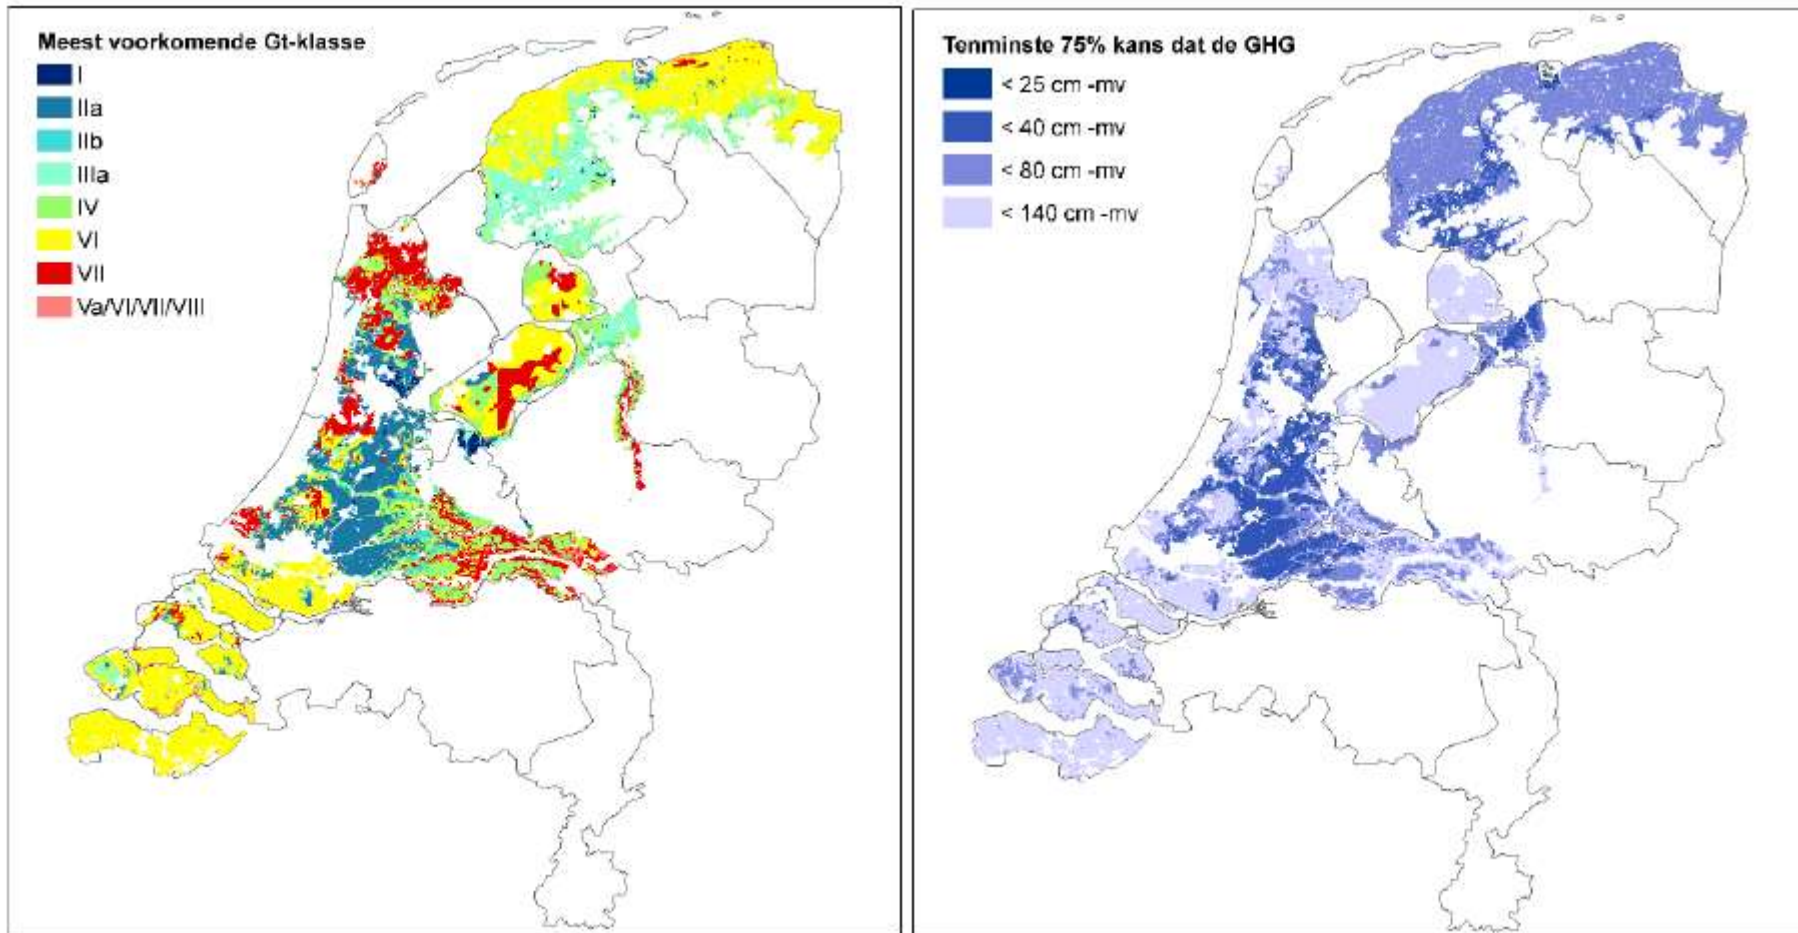 Meest voorkomende Gt-klasse
I
IIa
IIb
IIIa
IV
VI
VII
Va/VI/VII/VIII
Tenminste 75% kans dat de GHG
< 25 cm -mv
< 40 cm -mv
< 80 cm -mv
< 140 cm -mv